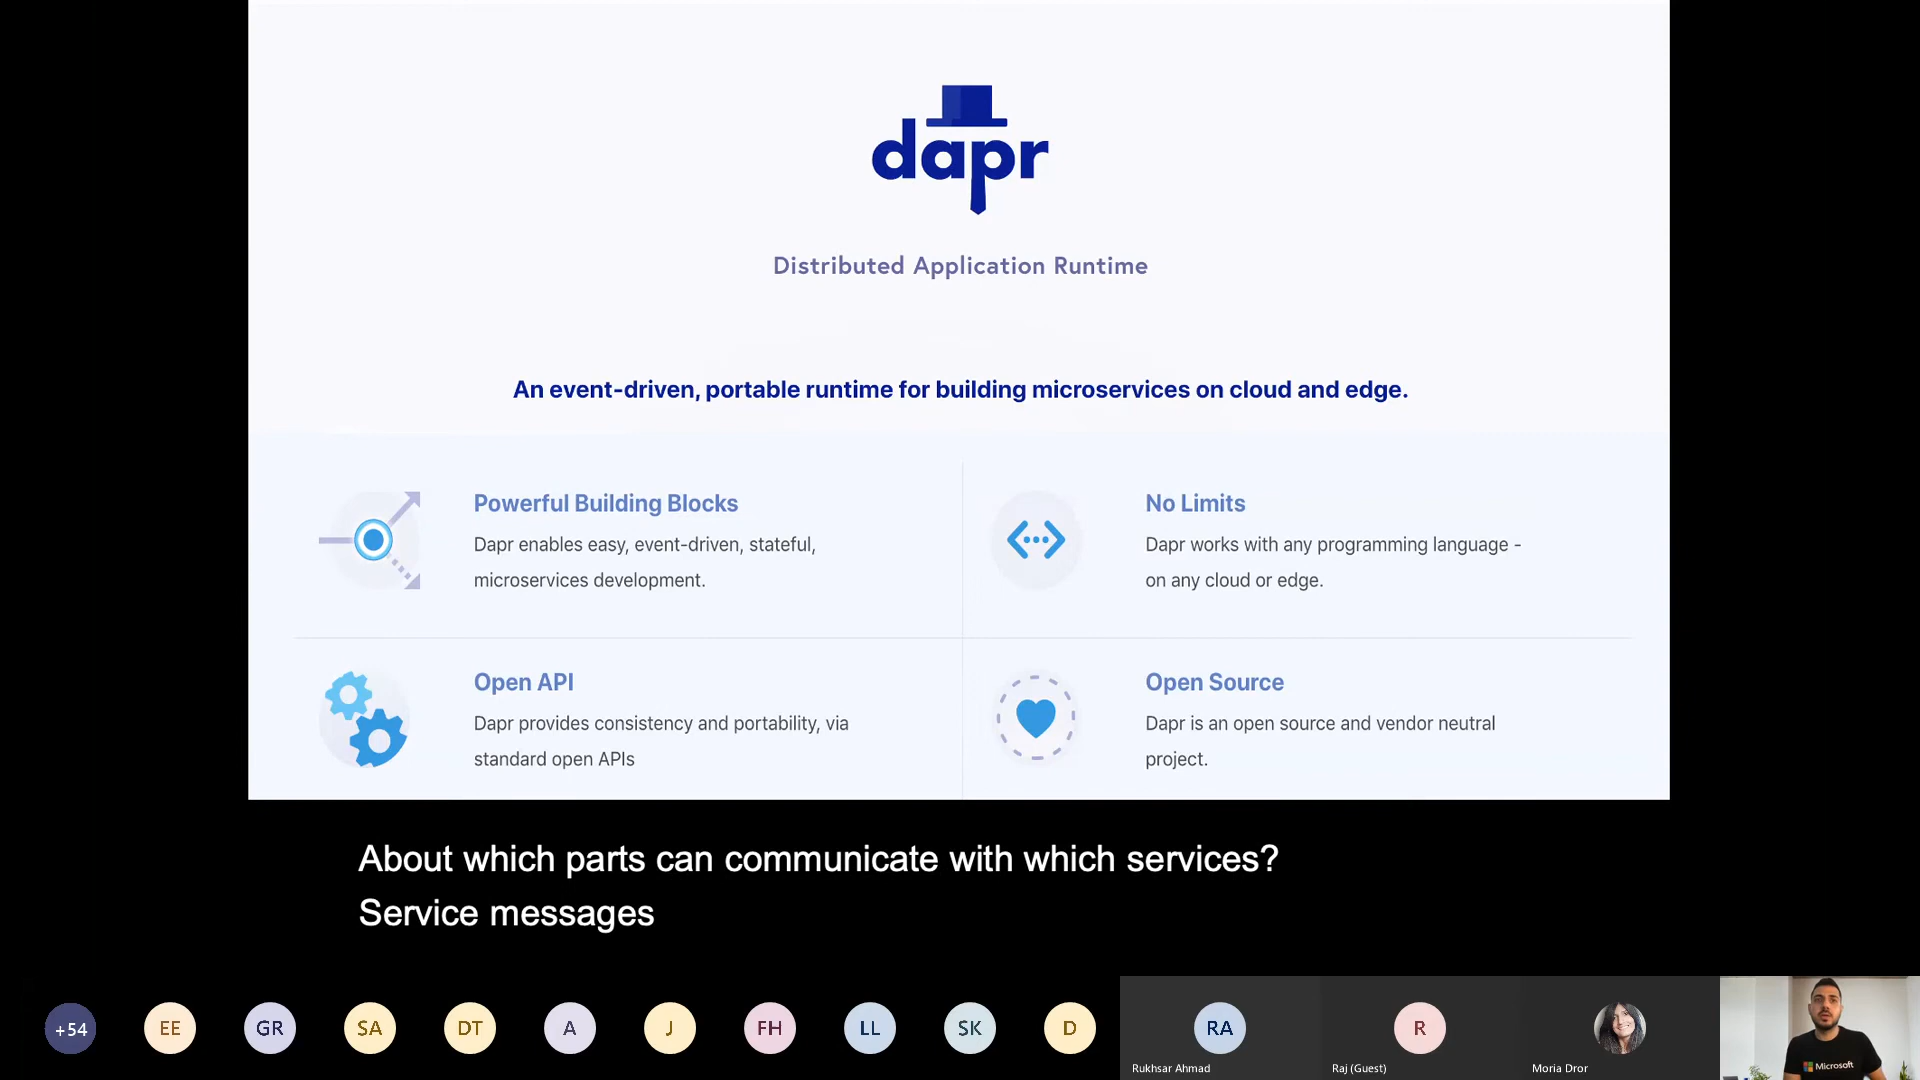 dapr
Distributed Application Runtime
An event-driven, portable runtime for building microservices on cloud and edge.
Powerful Building Blocks
Dapr enables easy, event-driven, stateful,
microservices development.
No Limits
Dapr works with any programming language -
on any cloud or edge.
Open API
Dapr provides consistency and portability, via
standard open APIs
Open Source
Dapr is an open source and vendor neutral
project.
About which parts can communicate with which services?
Service messages
+54
EE
GR
SA
DT
A
J
FH
LL
SK
D
RA
R
Rukhsar Ahmad
Raj (Guest)
Moria Dror
Microsoft